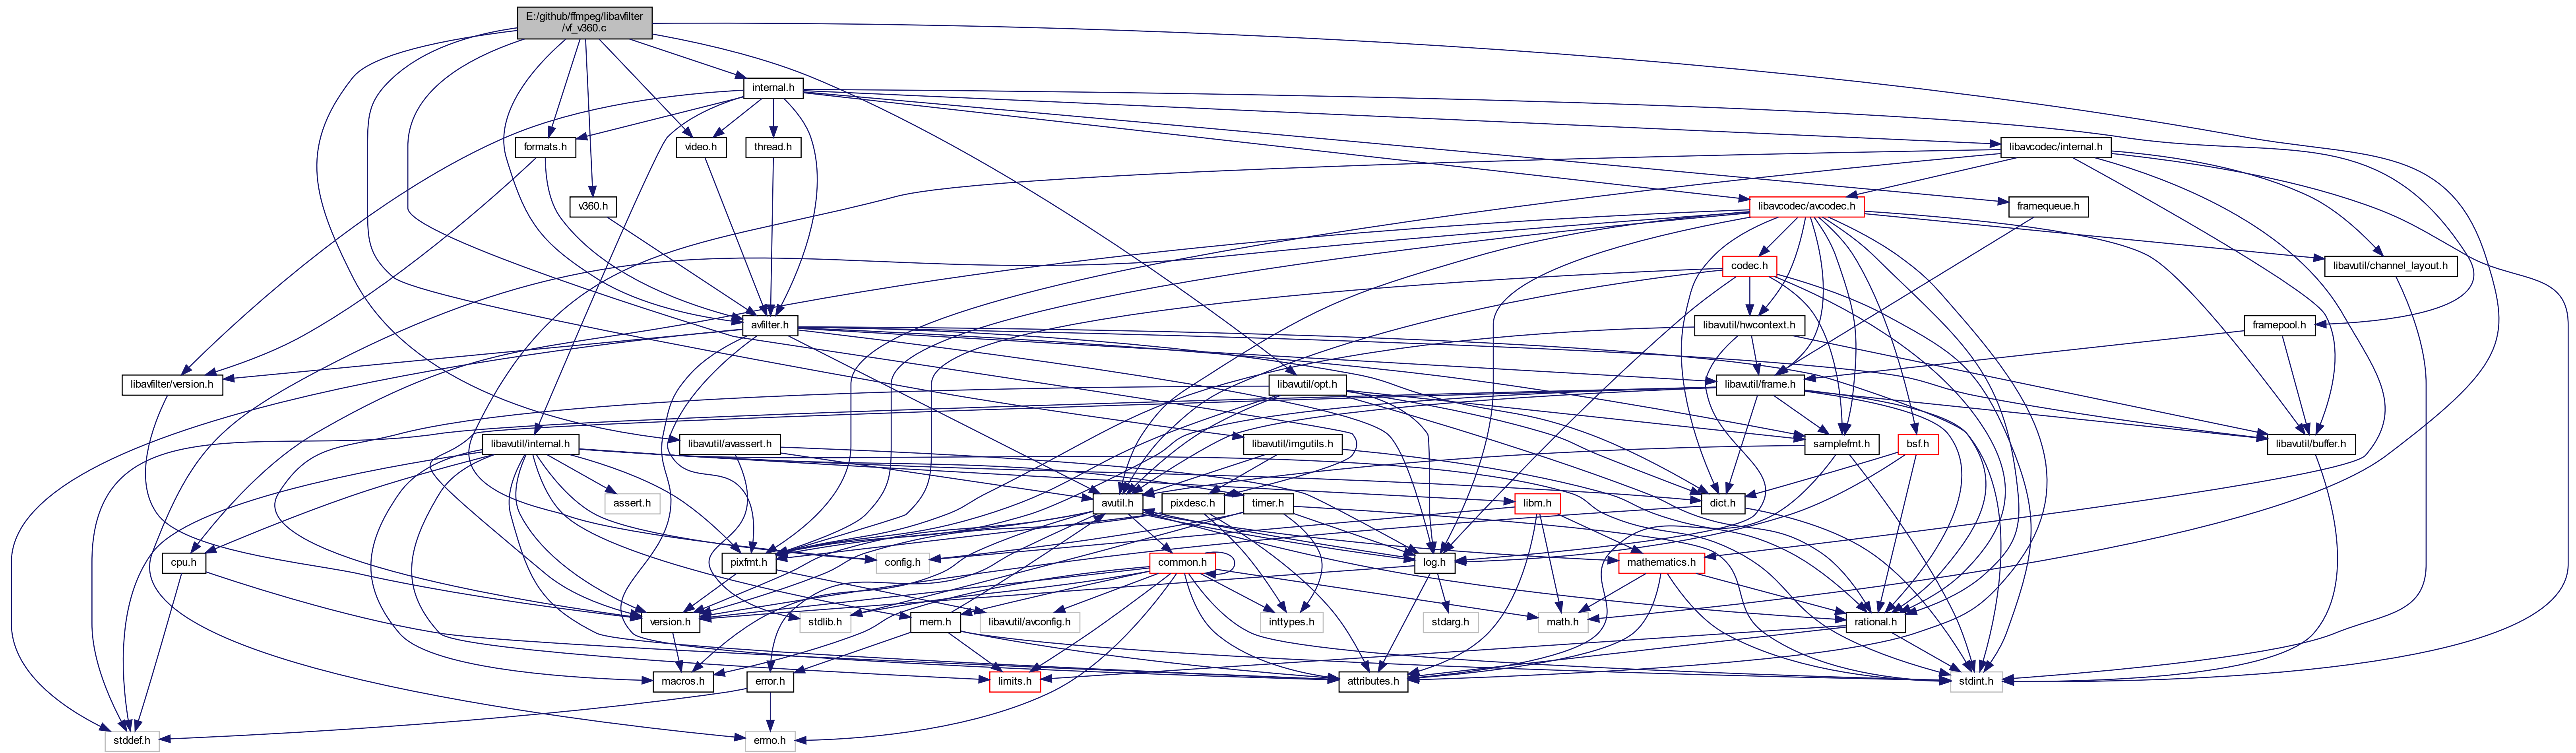 E:/github/ffmpeg/libavfilter
/vf_v360.c
internal.h
formats.h
video.h
thread.h
libavcodec/internal.h
v360.h
libavcodec/avcodec.h
framequeue.h
codec.h
libavutil/channel_layout.h
avfilter.h
libavutil/hwcontext.h
framepool.h
libavfilter/version.h
libavutil/opt.h
libavutil/frame.h
libavutil/internal.h
libavutil/avassert.h
libavutil/imgutils.h
samplefmt.h
bsf.h
libavutil/buffer.h
assert.h
avutil.h
pixdesc.h
timer.h
libm.h
dict.h
cpu.h
pixfmt.h
config.h
common.h
log.h
mathematics.h
version.h
stdlib.h
mem.h
libavutil/avconfig.h
inttypes.h
stdarg.h
math.h
rational.h
macros.h
error.h
limits.h
attributes.h
stdint.h
stddef.h
errno.h